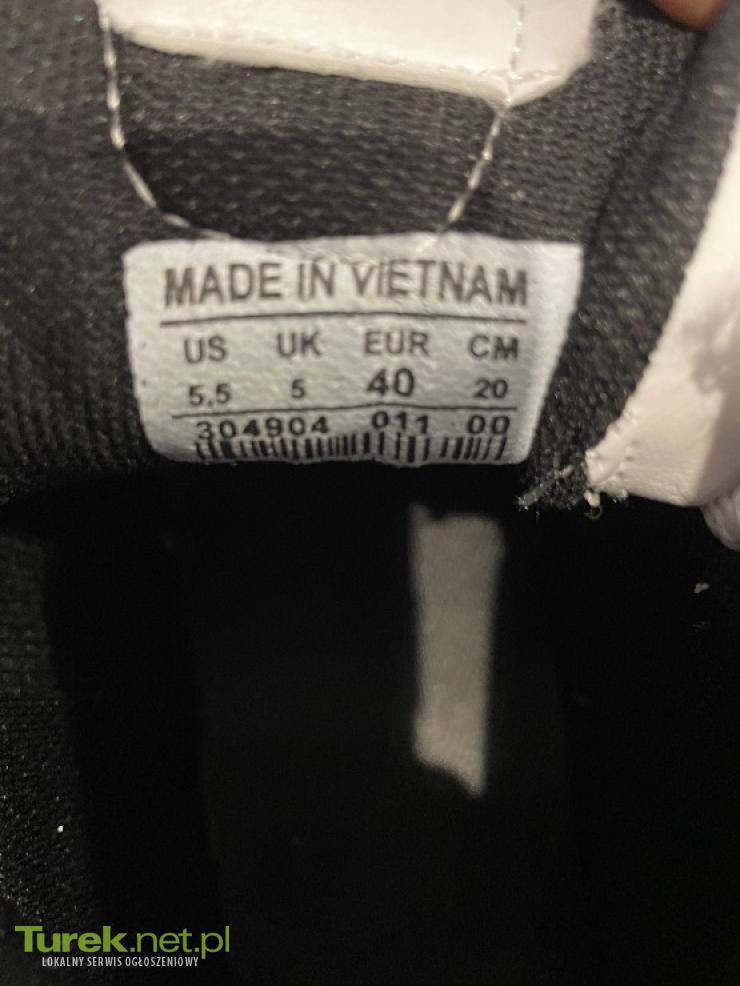 MADE IN VIETNAM
US UK EUR CM
5,5 5 40 20
304904 011 00
Turek.net.pl
LOKALNY SERWIS OGŁOSZENIOWY